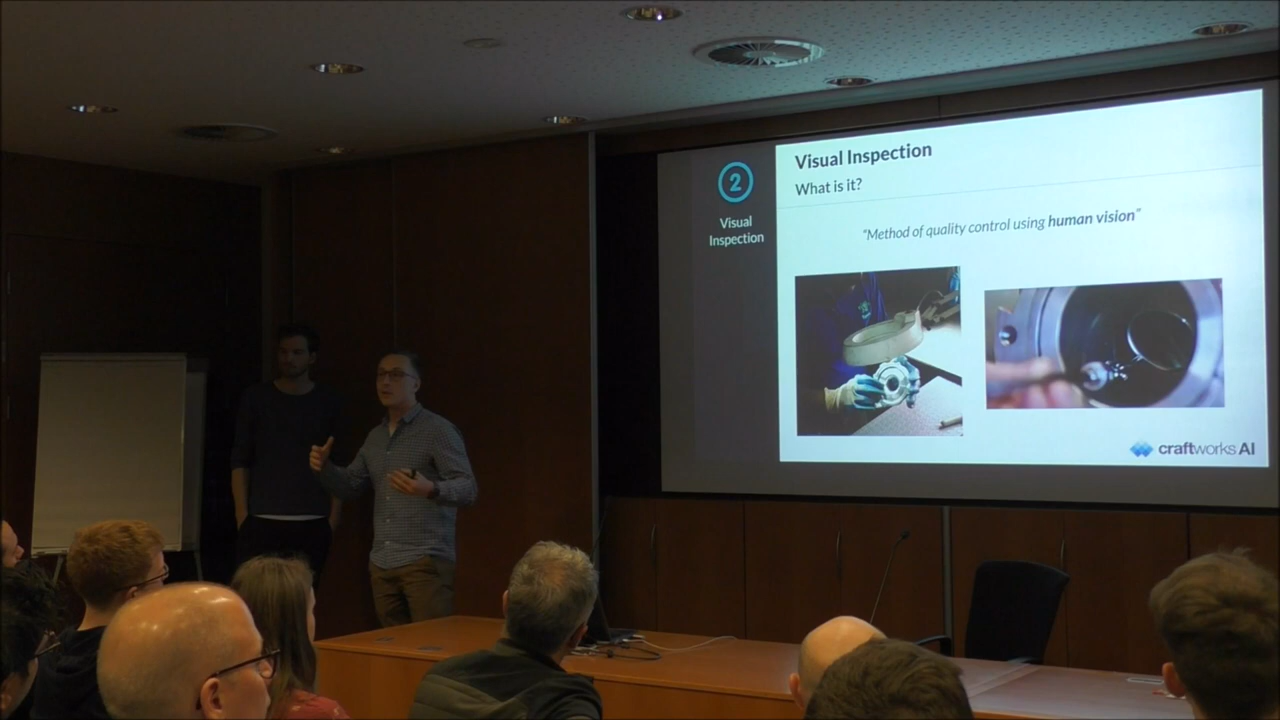 2
Visual
Inspection
Visual Inspection
What is it?
“Method of quality control using human vision”
craftworks AI